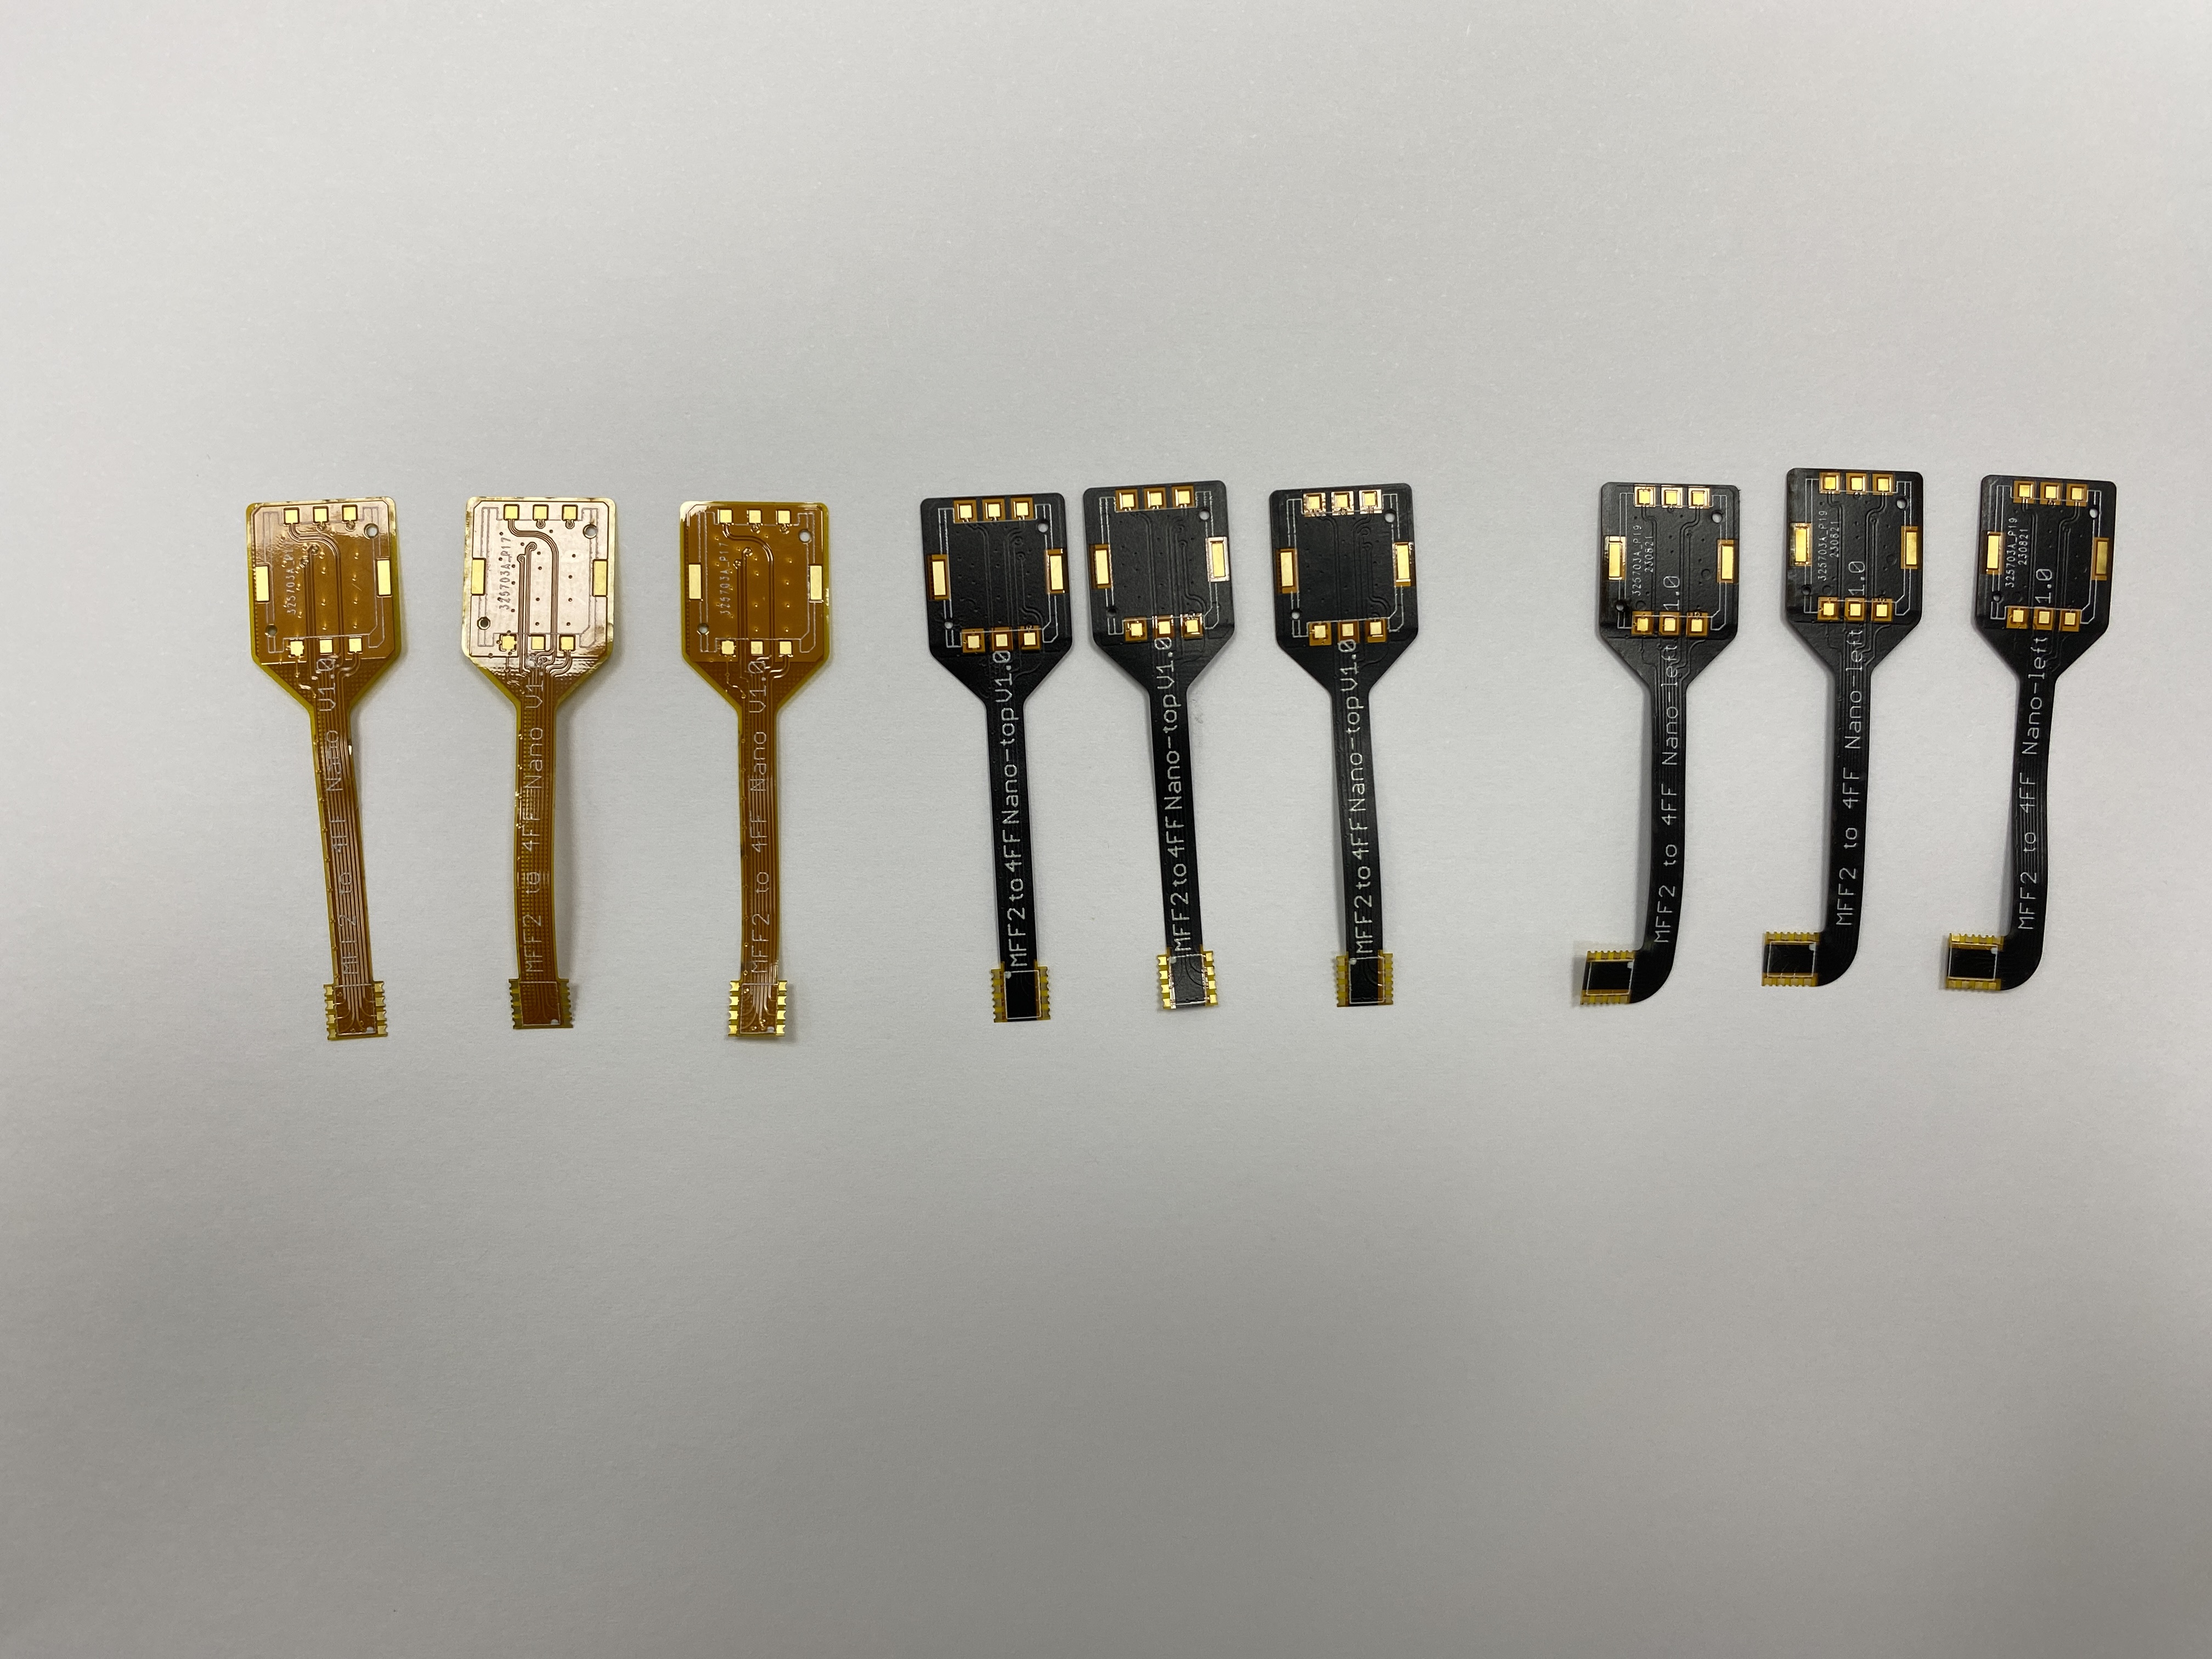 325703A_P17
MFF2 to 4FF Nano V1.0
325703A_P17
MFF2 to 4FF Nano V1.0
325703A_P17
MFF2 to 4FF Nano V1.0
MFF2 to 4FF Nano-top V1.0
MFF2 to 4FF Nano-top V1.0
MFF2 to 4FF Nano-top V1.0
325703A_P19
230821
MFF2 to 4FF Nano-left 1.0
325703A_P19
230821
MFF2 to 4FF Nano-left 1.0
325703A_P19
230821
MFF2 to 4FF Nano-left 1.0